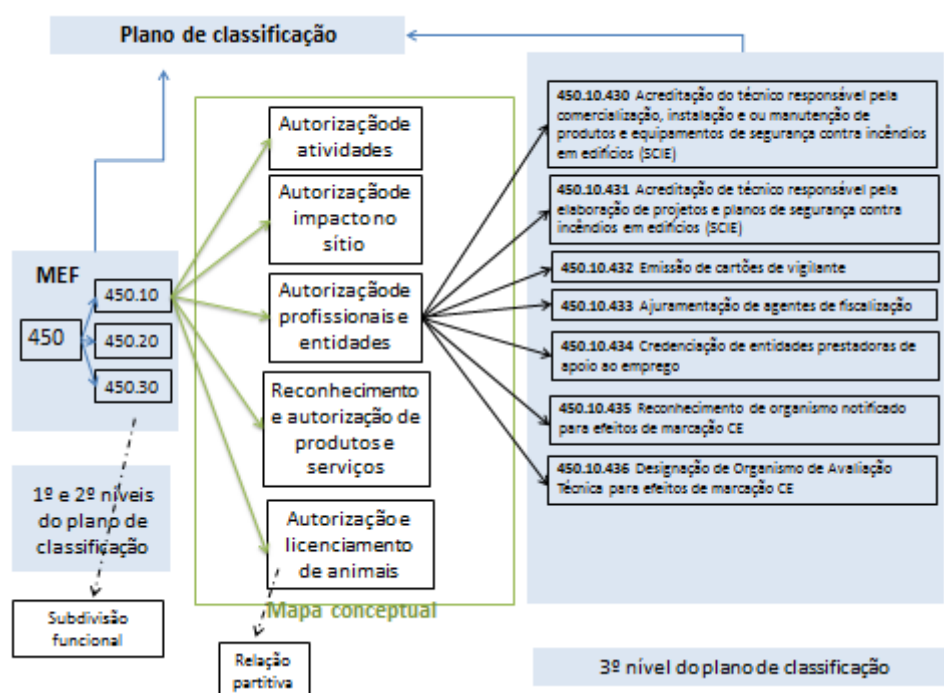 Plano de classificação
MEF
450
450.10
450.20
450.30
1º e 2º níveis
do plano de
classificação
Subdivisão
funcional
Autorizaçãode
atividades
Autorizaçãode
impacto no
sítio
Autorizaçãode
profissionais e
entidades
Reconhecimento
e autorização de
produtos e
serviços
Autorização e
licenciamento
de animais
Mapa conceptual
Relação
partitiva
450.10.430 Acreditação do técnico responsável pela
comercialização, instalação e ou manutenção de
produtos e equipamentos de segurança contra incêndios
em edifícios (SCIE)
450.10.431 Acreditação de técnico responsável pela
elaboração de projetos e planos de segurança contra
incêndios em edifícios (SCIE)
450.10.432 Emissão de cartões de vigilante
450.10.433 Ajuramentação de agentes de fiscalização
450.10.434 Credenciação de entidades prestadoras de
apoio ao emprego
450.10.435 Reconhecimento de organismo notificado
para efeitos de marcação CE
450.10.436 Designação de Organismo de Avaliação
Técnica para efeitos de marcação CE
3º nível do plano de classificação